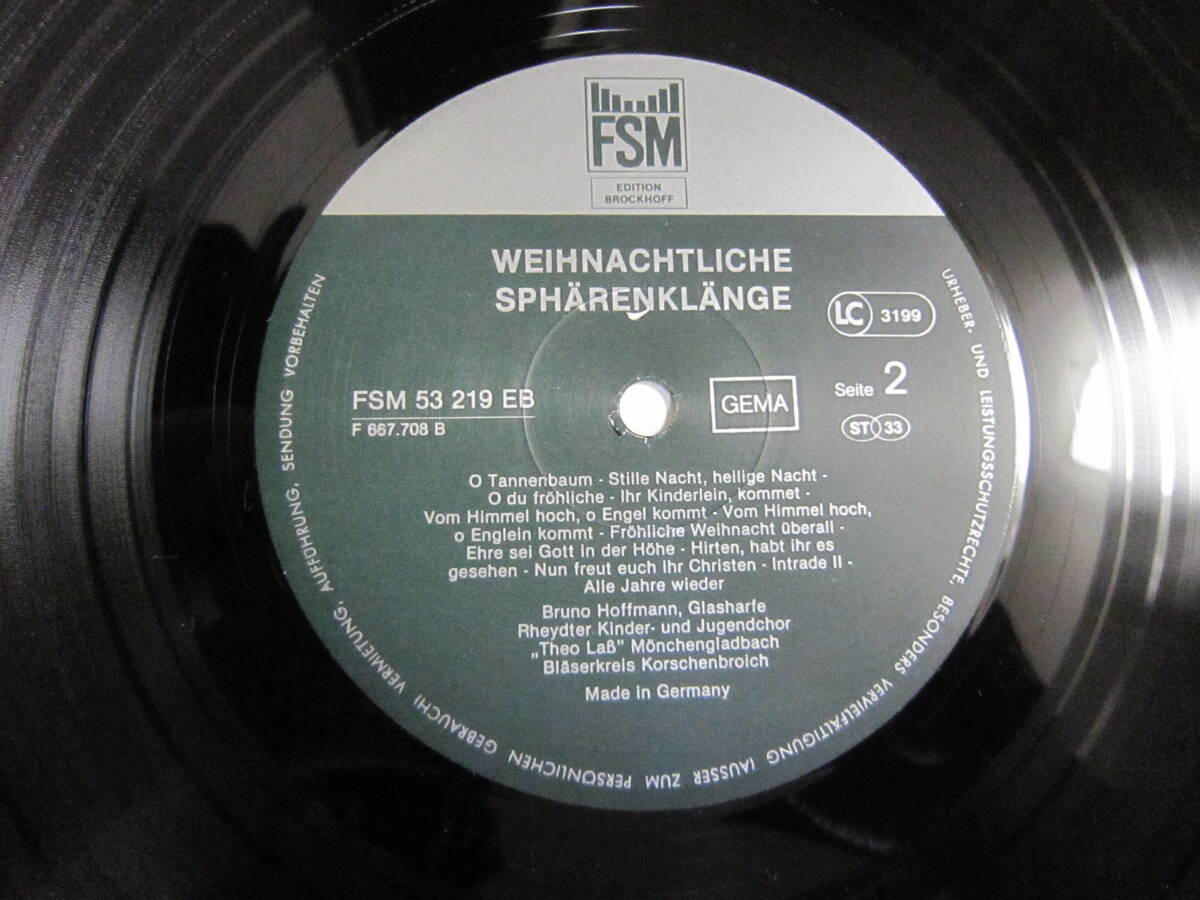 FSM
EDITION
BROCKHOFF
WEIHNACHTLICHE
SPHÄRENKLÄNGE
LC 3199
FSM 53 219 EB
F 667.708 B
GEMA
Seite 2
ST 33
O Tannenbaum - Stille Nacht, heilige Nacht -
O du fröhliche - Ihr Kinderlein, kommet -
Vom Himmel hoch, o Engel kommt - Vom Himmel hoch,
o Englein kommt - Fröhliche Weihnacht überall -
Ehre sei Gott in der Höhe - Hirten, habt ihr es
gesehen - Nun freut euch ihr Christen - Intrade II -
Alle Jahre wieder
Bruno Hoffmann, Glasharfe
Rheydter Kinder- und Jugendchor
„Theo Laß" Mönchengladbach
Bläserkreis Korschenbroich
Made in Germany
URHEBER- UND LEISTUNGSSCHUTZRECHTE, BESONDERS VERVIELFÄLTIGUNG (AUSSER ZUM PERSÖNLICHEN GEBRAUCH) VERMIETUNG, AUFFÜHRUNG, SENDUNG VORBEHALTEN